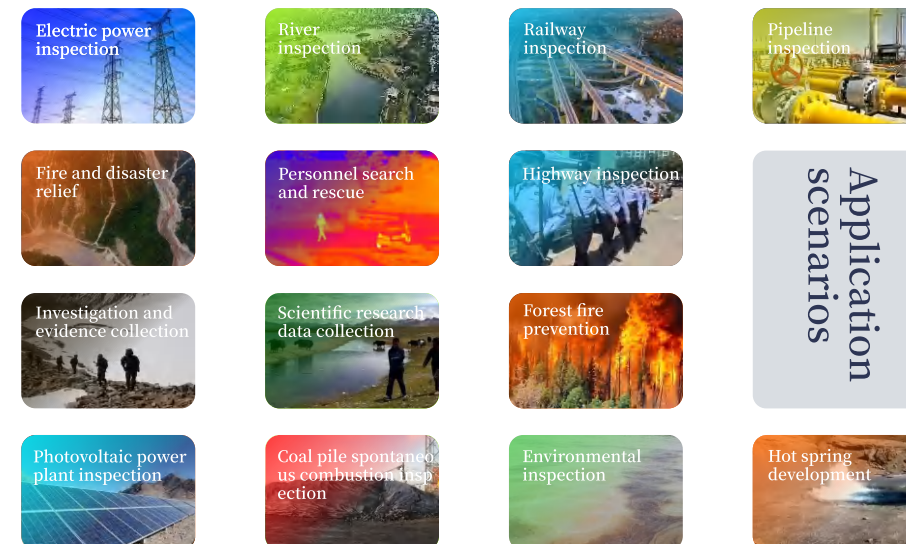 Electric power
inspection
River
inspection
Railway
inspection
Pipeline
inspection
Fire and disaster
relief
Personnel search
and rescue
Highway inspection
Application
scenarios
Investigation and
evidence collection
Scientific research
data collection
Forest fire
prevention
Photovoltaic power
plant inspection
Coal pile spontaneo
us combustion insp
ection
Environmental
inspection
Hot spring
development